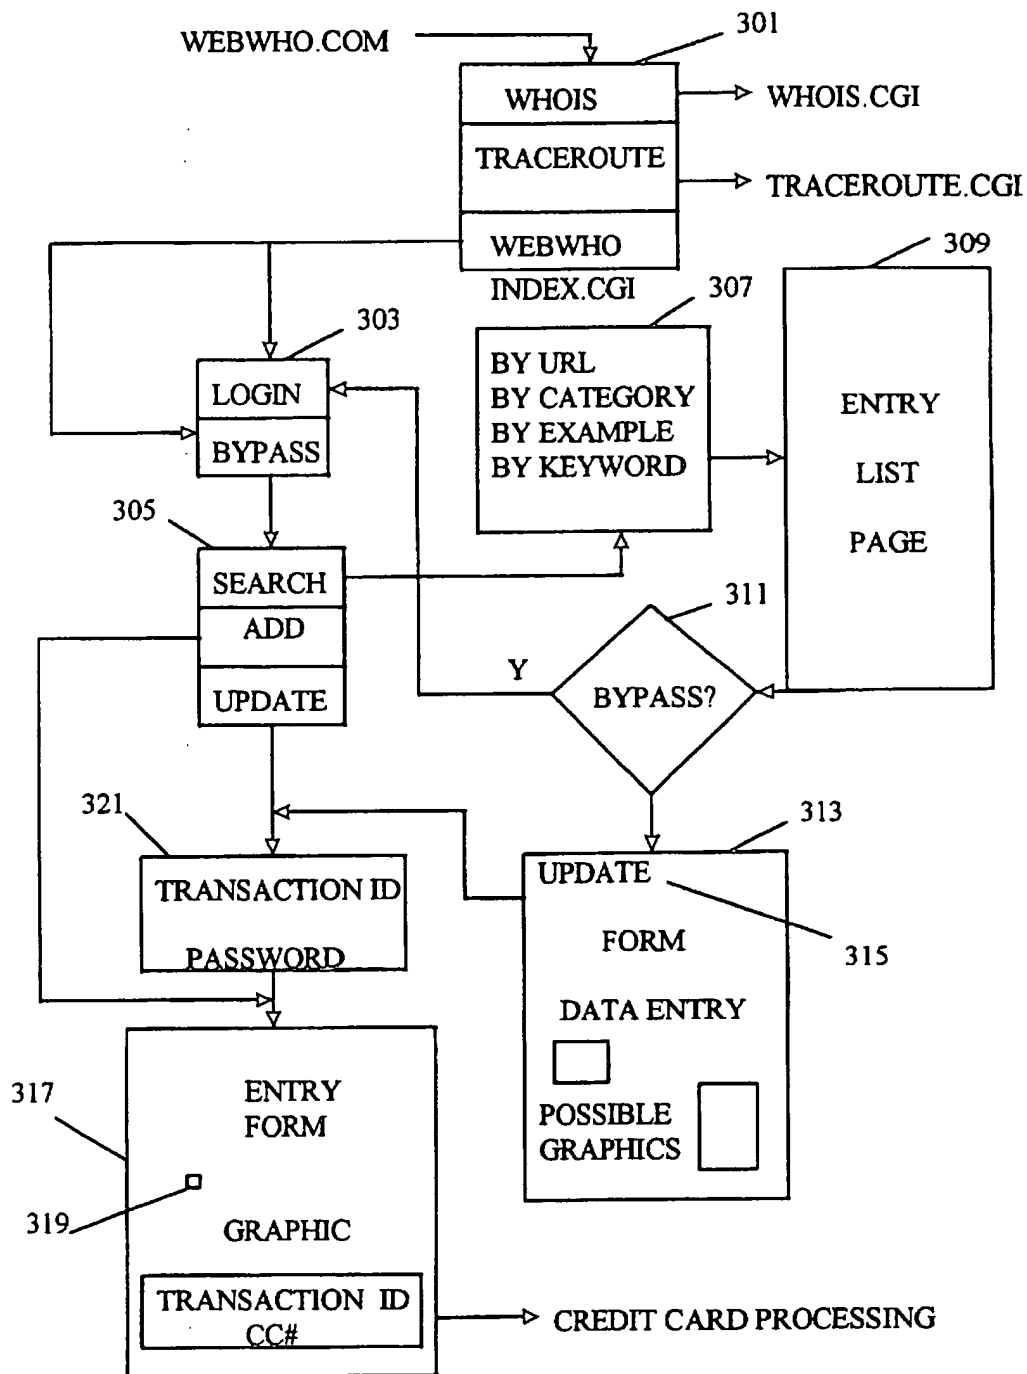 301
WEBWHO.COM
WHOIS
WHOIS.CGI
TRACEROUTE
TRACEROUTE.CGI
WEBWHO
INDEX.CGI
309
307
303
BY URL
BY CATEGORY
BY EXAMPLE
BY KEYWORD
LOGIN
BYPASS
ENTRY
LIST
PAGE
305
SEARCH
ADD
UPDATE
311
Y
BYPASS?
321
TRANSACTION ID
PASSWORD
313
UPDATE
315
FORM
DATA ENTRY
POSSIBLE
GRAPHICS
317
ENTRY
FORM
319
GRAPHIC
TRANSACTION ID
CC#
CREDIT CARD PROCESSING